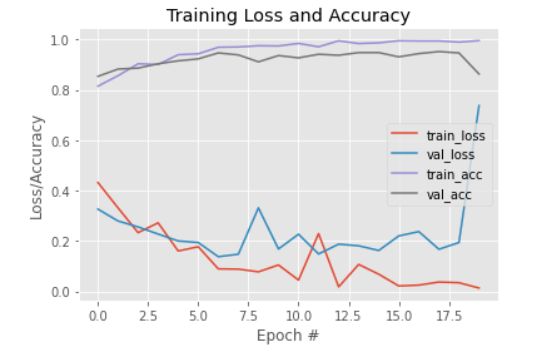 Training Loss and Accuracy
1.0
0.8
0.6
0.4
0.2
0.0
Loss/Accuracy
train_loss
val_loss
train_acc
val_acc
0.0 2.5 5.0 7.5 10.0 12.5 15.0 17.5
Epoch #